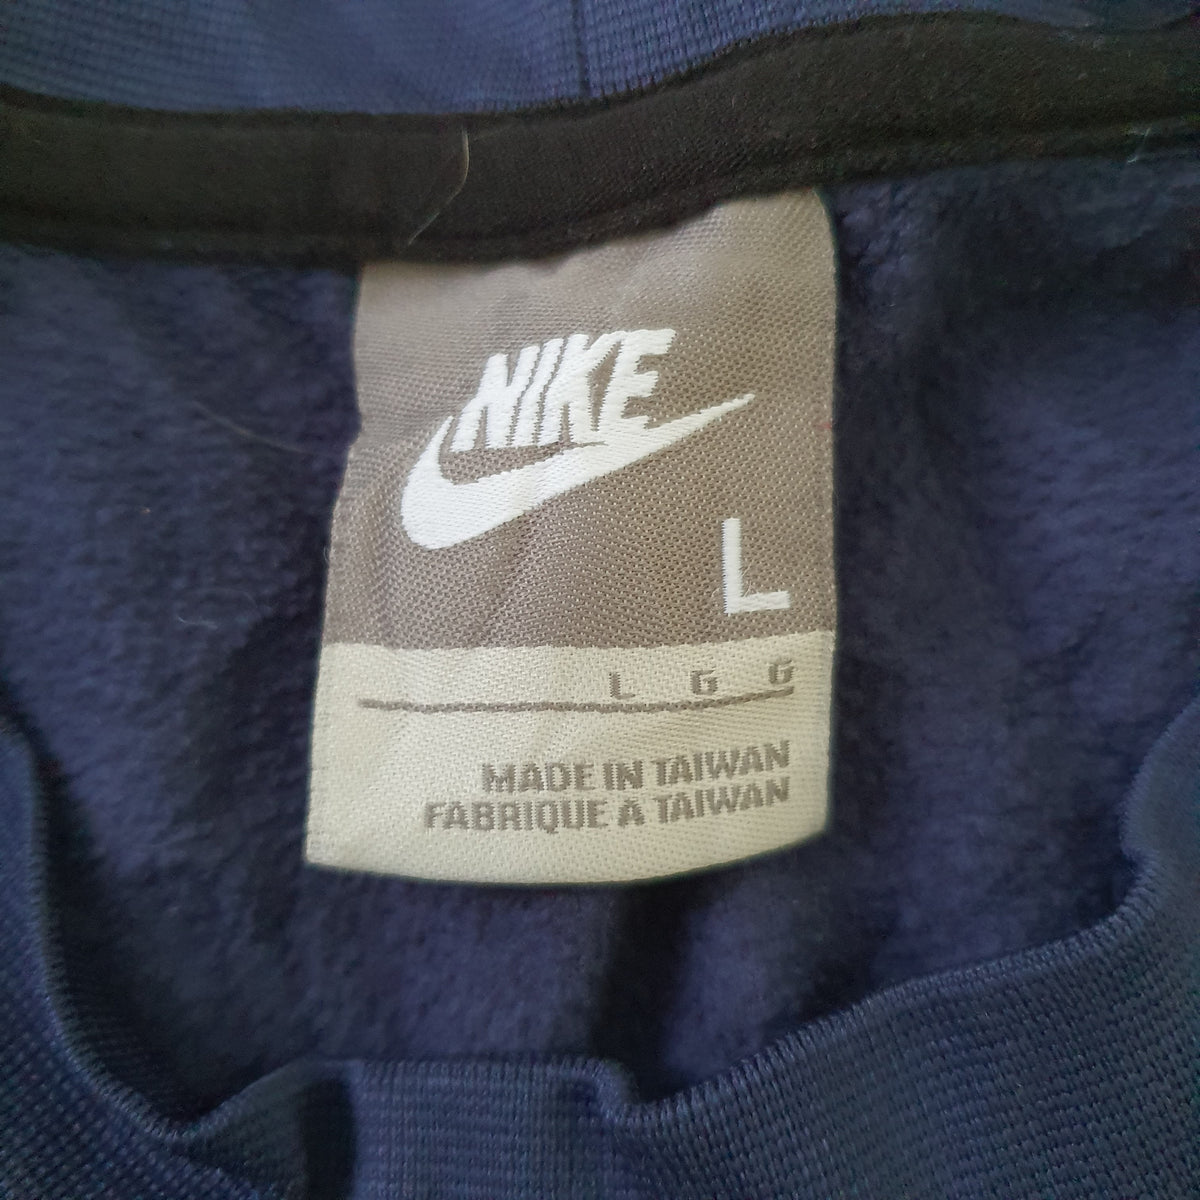 NIKE
L
L G G
MADE IN TAIWAN
FABRIQUE À TAIWAN